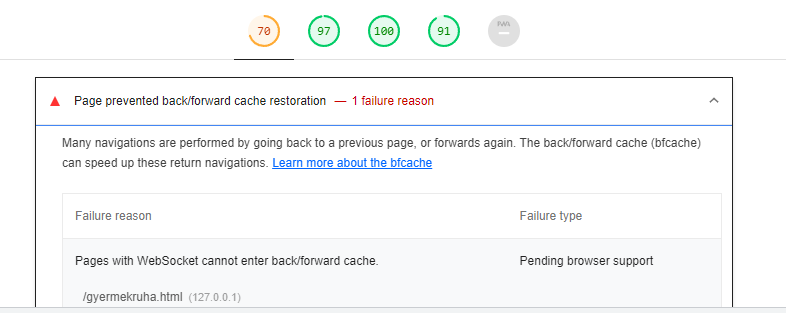 70 97 100 91 PWA
Page prevented back/forward cache restoration — 1 failure reason
Many navigations are performed by going back to a previous page, or forwards again. The back/forward cache (bfcache)
can speed up these return navigations. Learn more about the bfcache
Failure reason Failure type
Pages with WebSocket cannot enter back/forward cache. Pending browser support
/gyermekruha.html (127.0.0.1)